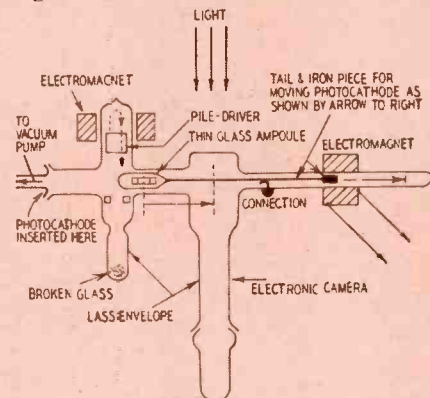 LIGHT
ELECTROMAGNET
TAIL & IRON PIECE FOR
MOVING PHOTOCATHODE AS
SHOWN BY ARROW TO RIGHT
PILE-DRIVER
THIN GLASS AMPOULE
ELECTROMAGNET
TO
VACUUM
PUMP
CONNECTION
PHOTOCATHODE
INSERTED HERE
BROKEN GLASS
LASS ENVELOPE
ELECTRONIC CAMERA